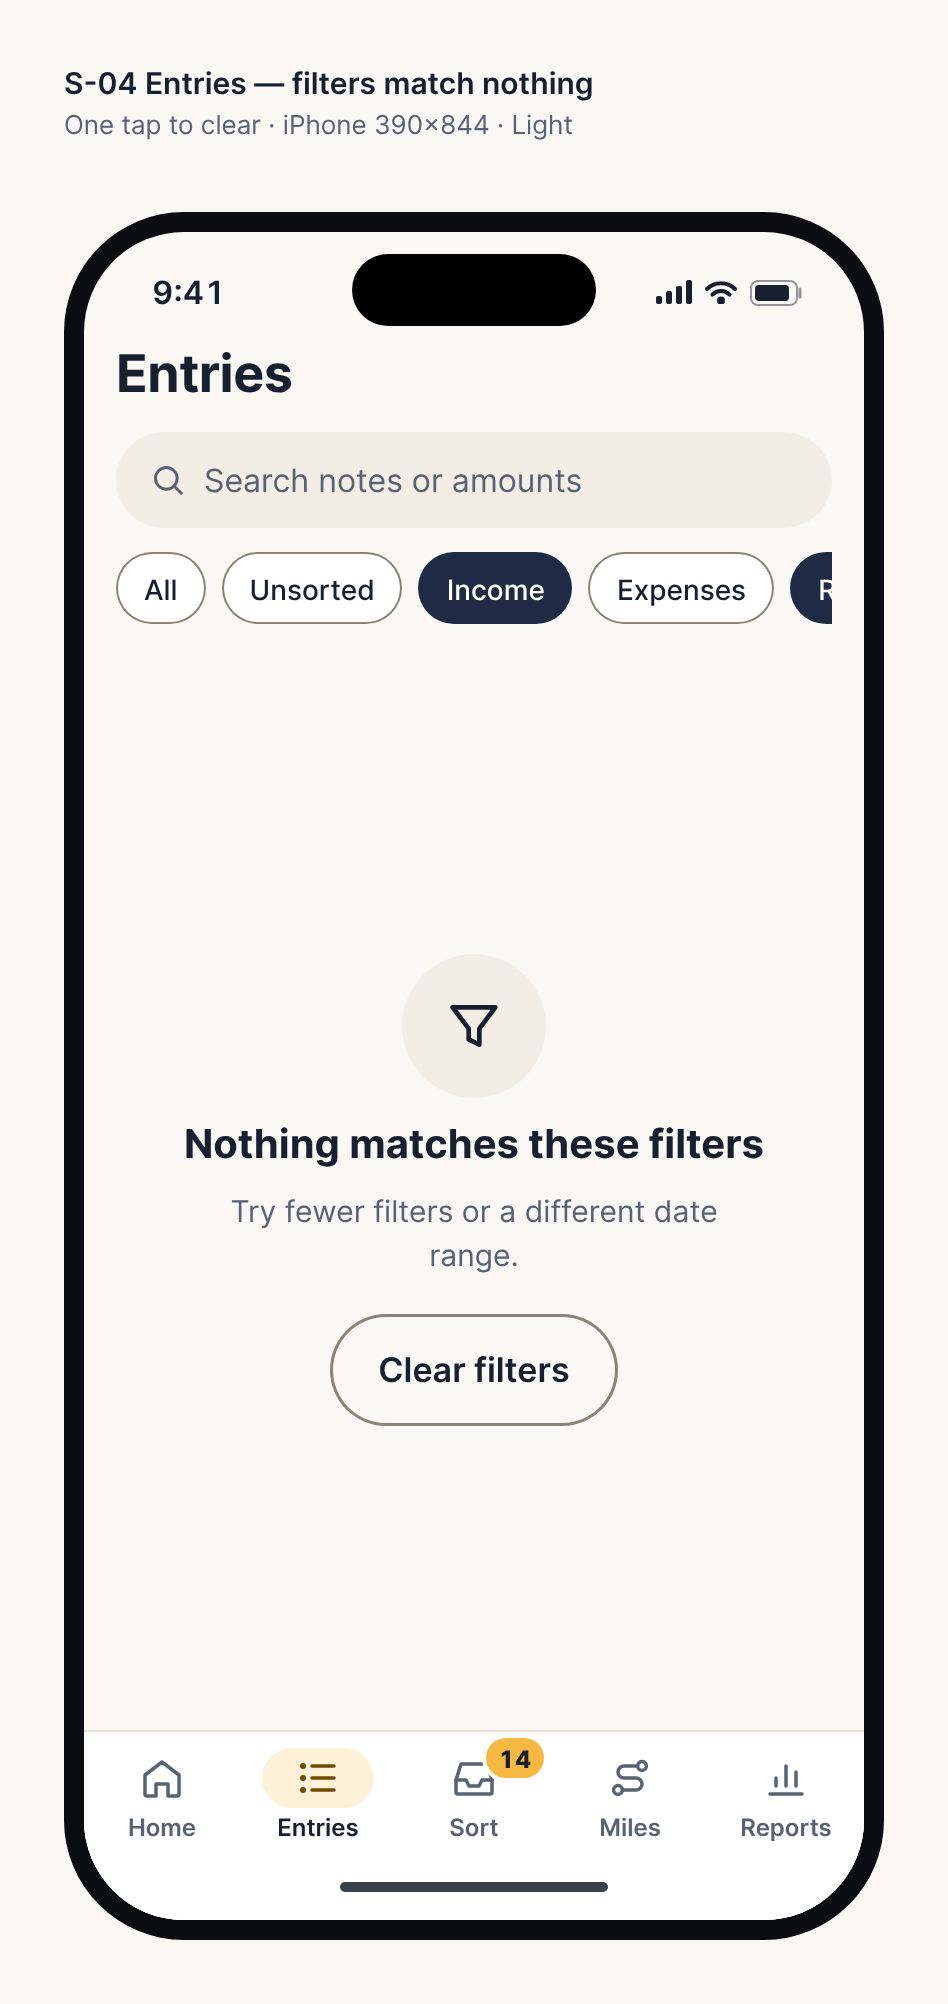 S-04 Entries — filters match nothing
One tap to clear · iPhone 390×844 · Light
9:41
Entries
Search notes or amounts
All Unsorted Income Expenses
Nothing matches these filters
Try fewer filters or a different date
range.
Clear filters
14
Home Entries Sort Miles Reports